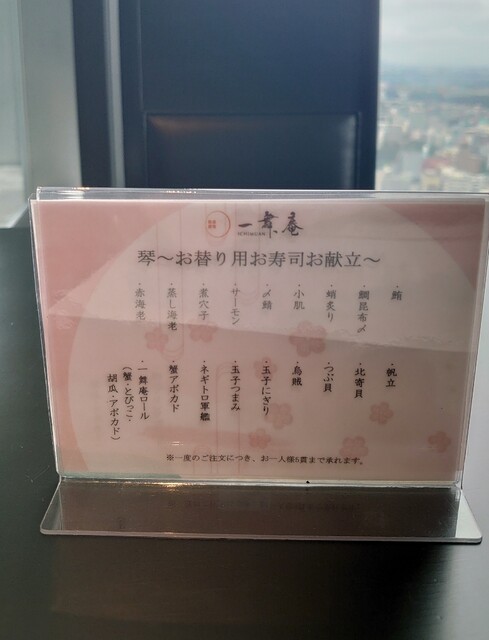 一舞庵
ICHIMAIAN
琴～お替り用お寿司お献立～
・鮪
・鯛昆布〆
・蛸炙り
・小肌
・〆鯖
・サーモン
・煮穴子
・蒸し海老
・赤海老
・帆立
・北寄貝
・つぶ貝
・烏賊
・玉子にぎり
・玉子つまみ
・ネギトロ軍艦
・蟹アボカド
・一舞庵ロール
（蟹・とびっこ・
胡瓜・アボカド）
※一度のご注文につき、お一人様5貫まで承れます。